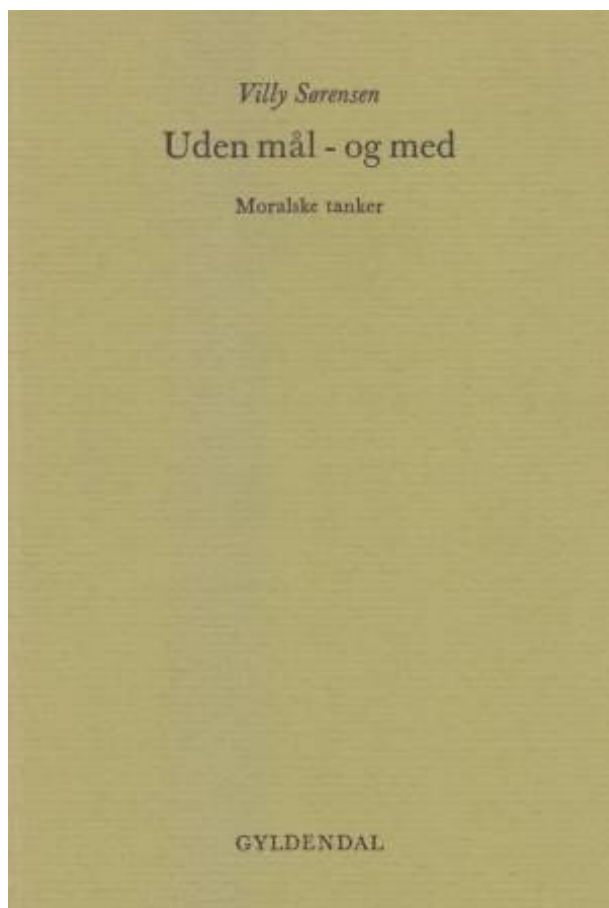 Villy Sørensen
Uden mål - og med
Moralske tanker
GYLDENDAL